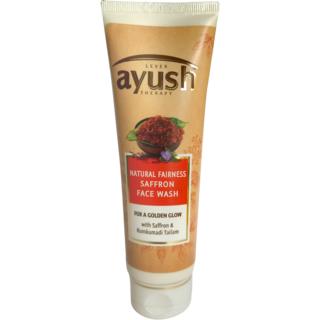 LEVER
ayush
THERAPY
NATURAL FAIRNESS
SAFFRON
FACE WASH
FOR A GOLDEN GLOW
with Saffron &
Kumkumadi Tailam